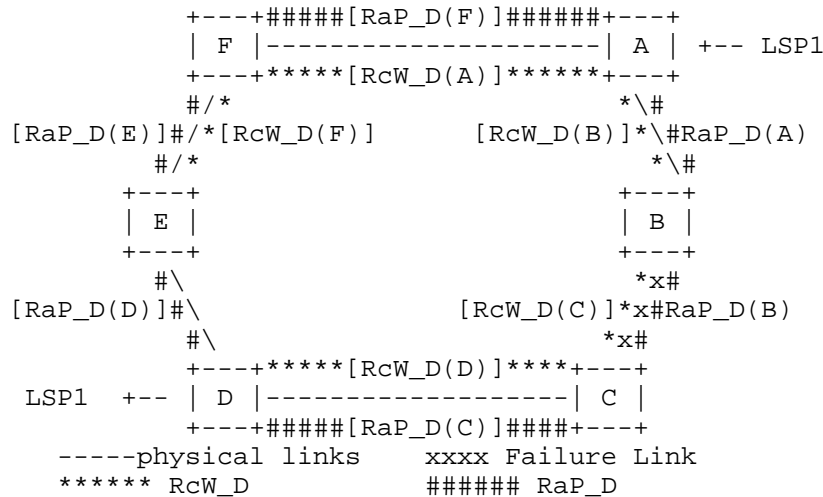 +---+#####[RaP_D(F)]######+---+
| F |---------------------| A | +-- LSP1
+---+*****[RcW_D(A)]******+---+
#/* *\#
[RaP_D(E)]#/*[RcW_D(F)] [RcW_D(B)]*\#RaP_D(A)
#/* *\#
+---+ +---+
| E | | B |
+---+ +---+
#\ *x#
[RaP_D(D)]#\ [RcW_D(C)]*x#RaP_D(B)
#\ *x#
+---+*****[RcW_D(D)]****+---+
LSP1 +-- | D |-------------------| C |
+---+#####[RaP_D(C)]####+---+
-----physical links xxxx Failure Link
****** RcW_D ###### RaP_D